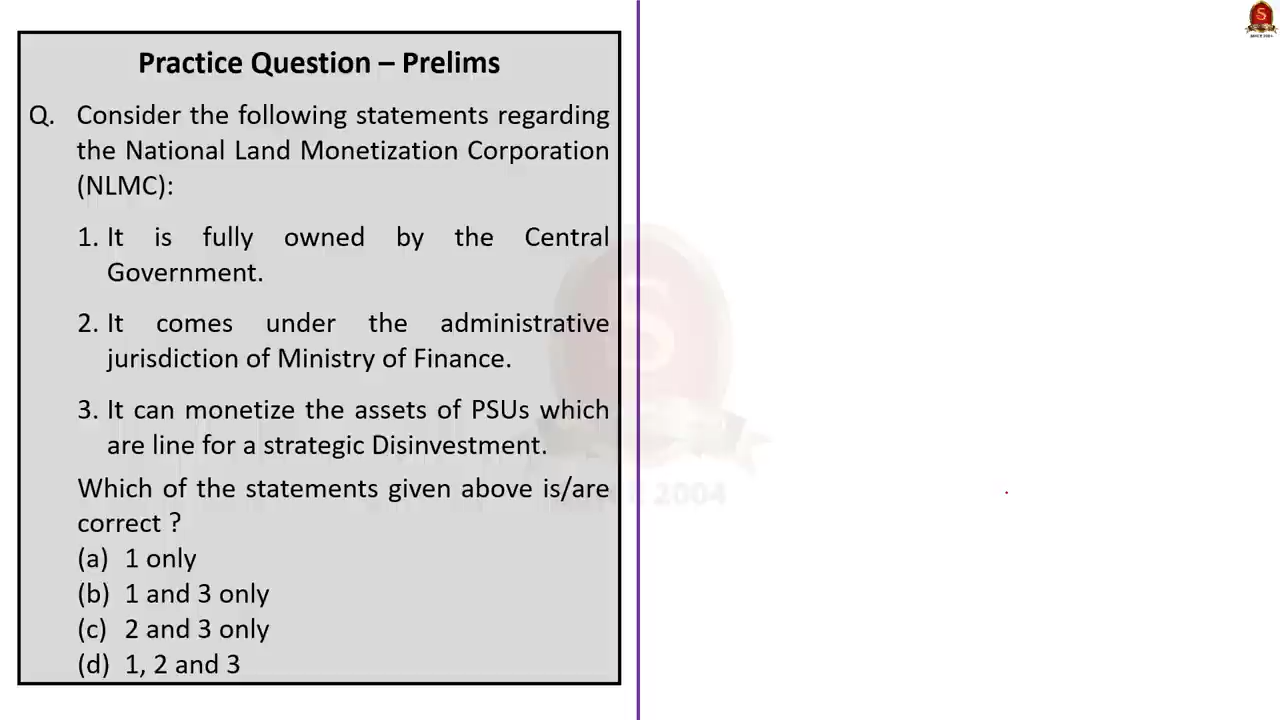 Practice Question – Prelims
Q. Consider the following statements regarding
the National Land Monetization Corporation
(NLMC):
1. It is fully owned by the Central
Government.
2. It comes under the administrative
jurisdiction of Ministry of Finance.
3. It can monetize the assets of PSUs which
are line for a strategic Disinvestment.
Which of the statements given above is/are
correct ?
(a) 1 only
(b) 1 and 3 only
(c) 2 and 3 only
(d) 1, 2 and 3
S
2004
S
SINCE 2004